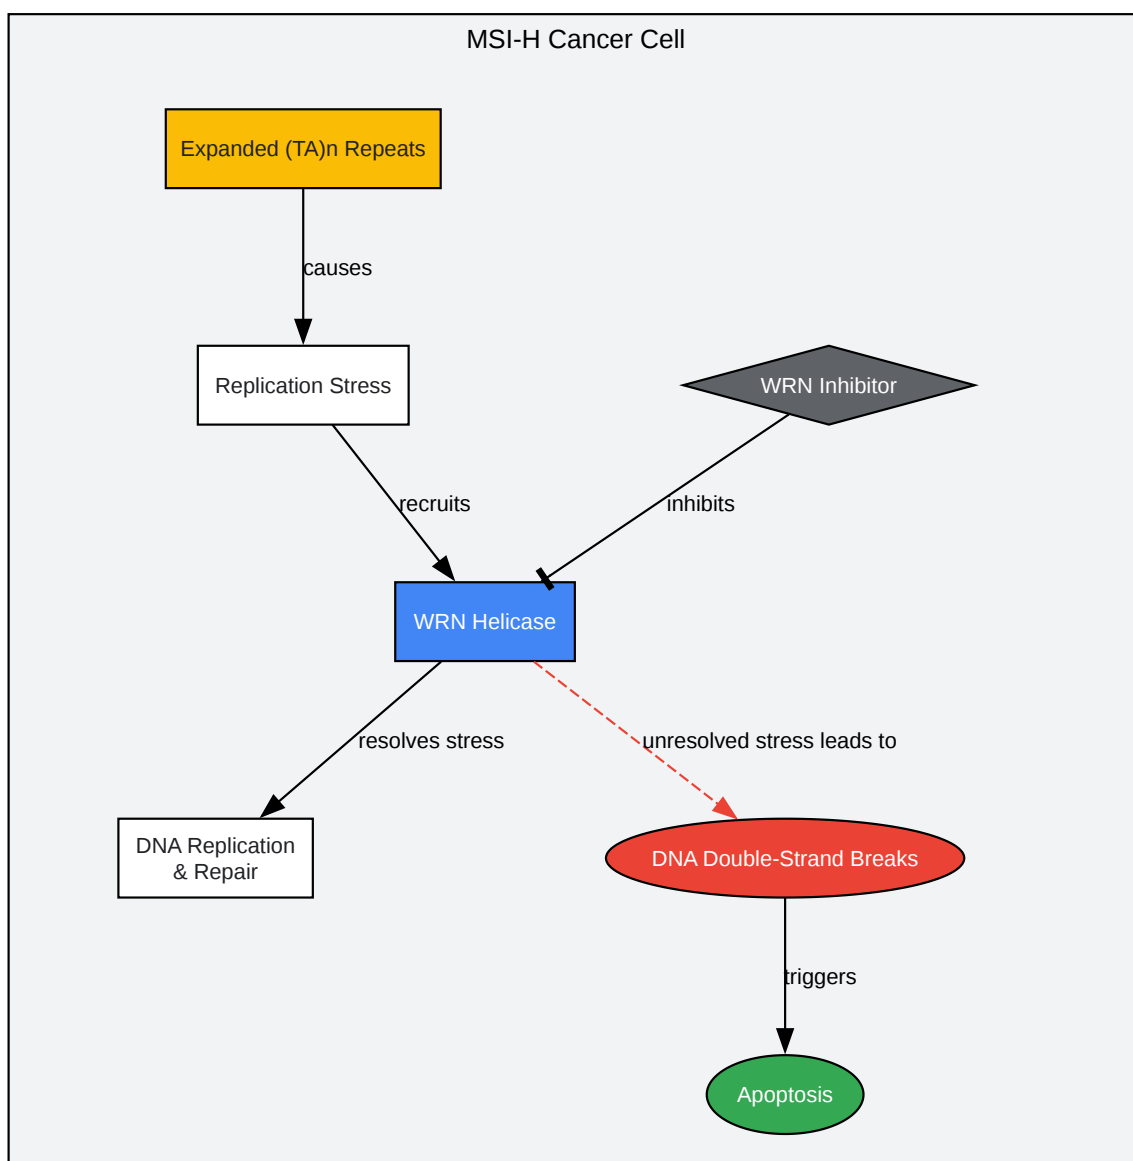 MSI-H Cancer Cell
Expanded (TA)n Repeats
causes
Replication Stress
WRN Inhibitor
recruits
inhibits
WRN Helicase
resolves stress
unresolved stress leads to
DNA Replication
& Repair
DNA Double-Strand Breaks
triggers
Apoptosis